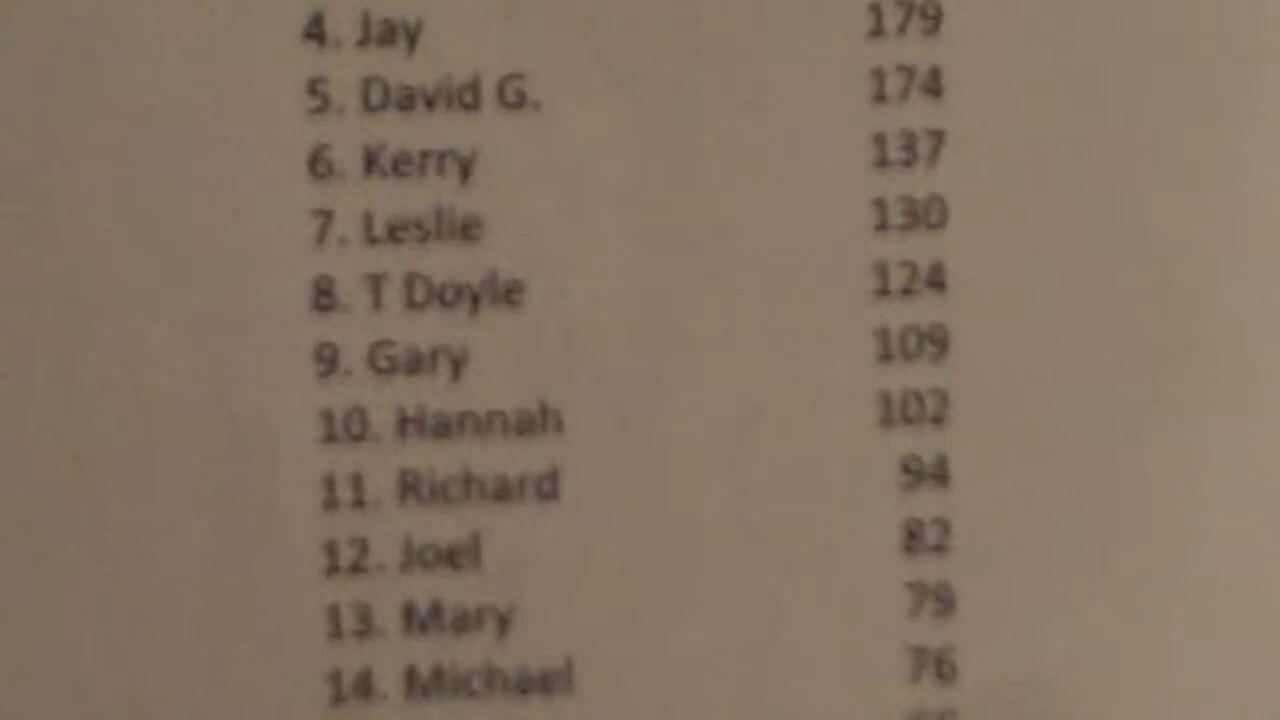 4. Jay 179
5. David G. 174
6. Kerry 137
7. Leslie 130
8. T Doyle 124
9. Gary 109
10. Hannah 102
11. Richard 94
12. Joel 82
13. Mary 79
14. Michael 76